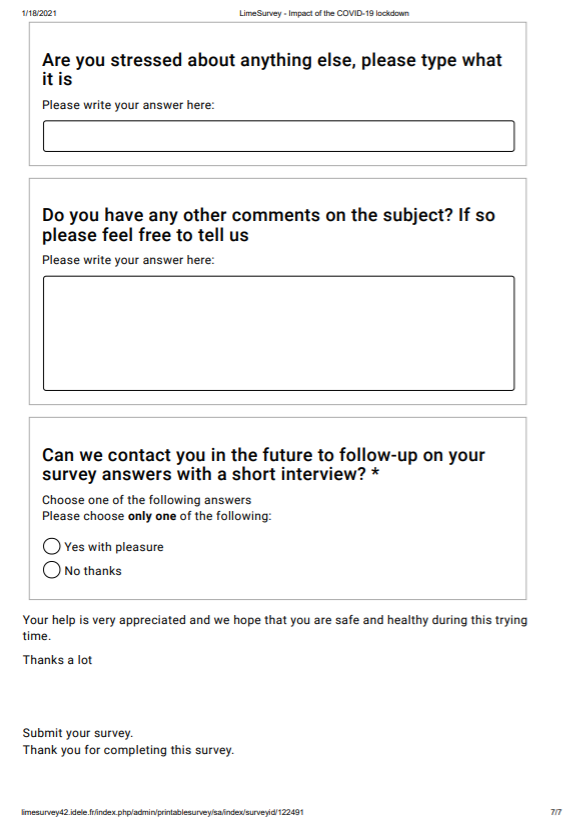 1/18/2021
LimeSurvey - Impact of the COVID-19 lockdown
Are you stressed about anything else, please type what
it is
Please write your answer here:
Do you have any other comments on the subject? If so
please feel free to tell us
Please write your answer here:
Can we contact you in the future to follow-up on your
survey answers with a short interview? *
Choose one of the following answers
Please choose only one of the following:
Yes with pleasure
No thanks
Your help is very appreciated and we hope that you are safe and healthy during this trying
time.
Thanks a lot
Submit your survey.
Thank you for completing this survey.
limesurvey42.idele.fr/index.php/admin/printablesurvey/sa/index/surveyid/122491
7/7